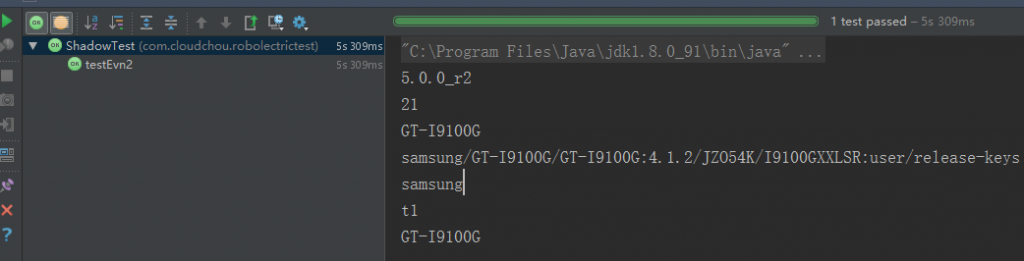 1 test passed – 5s 309ms
ShadowTest (com.cloudchou.robolectrictest) 5s 309ms
testEvn2 5s 309ms
"C:\Program Files\Java\jdk1.8.0_91\bin\java" ...
5.0.0_r2
21
GT-I9100G
samsung/GT-I9100G/GT-I9100G:4.1.2/JZO54K/I9100GXXLSR:user/release-keys
samsung
t1
GT-I9100G